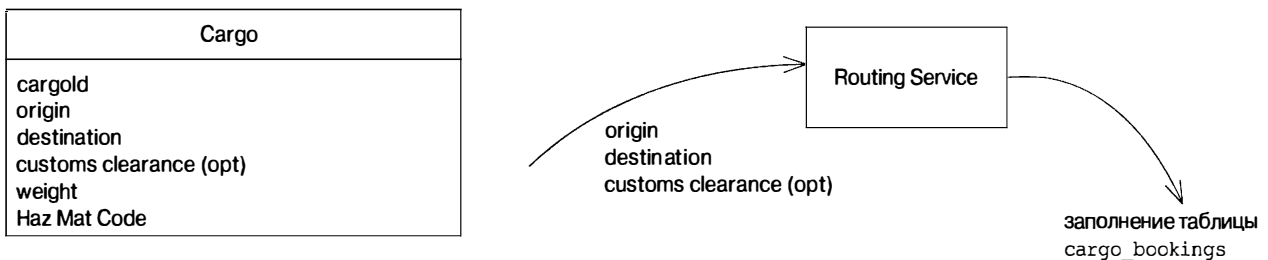 Cargo
cargoId
origin
destination
customs clearance (opt)
weight
Haz Mat Code
origin
destination
customs clearance (opt)
Routing Service
заполнение таблицы
cargo_bookings